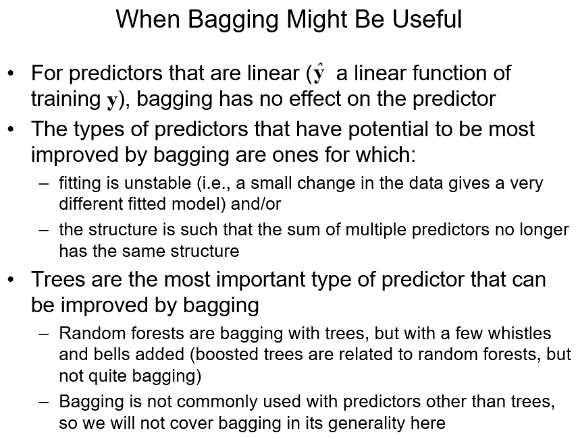 When Bagging Might Be Useful
• For predictors that are linear (ŷ a linear function of
training y), bagging has no effect on the predictor
• The types of predictors that have potential to be most
improved by bagging are ones for which:
– fitting is unstable (i.e., a small change in the data gives a very
different fitted model) and/or
– the structure is such that the sum of multiple predictors no longer
has the same structure
• Trees are the most important type of predictor that can
be improved by bagging
– Random forests are bagging with trees, but with a few whistles
and bells added (boosted trees are related to random forests, but
not quite bagging)
– Bagging is not commonly used with predictors other than trees,
so we will not cover bagging in its generality here